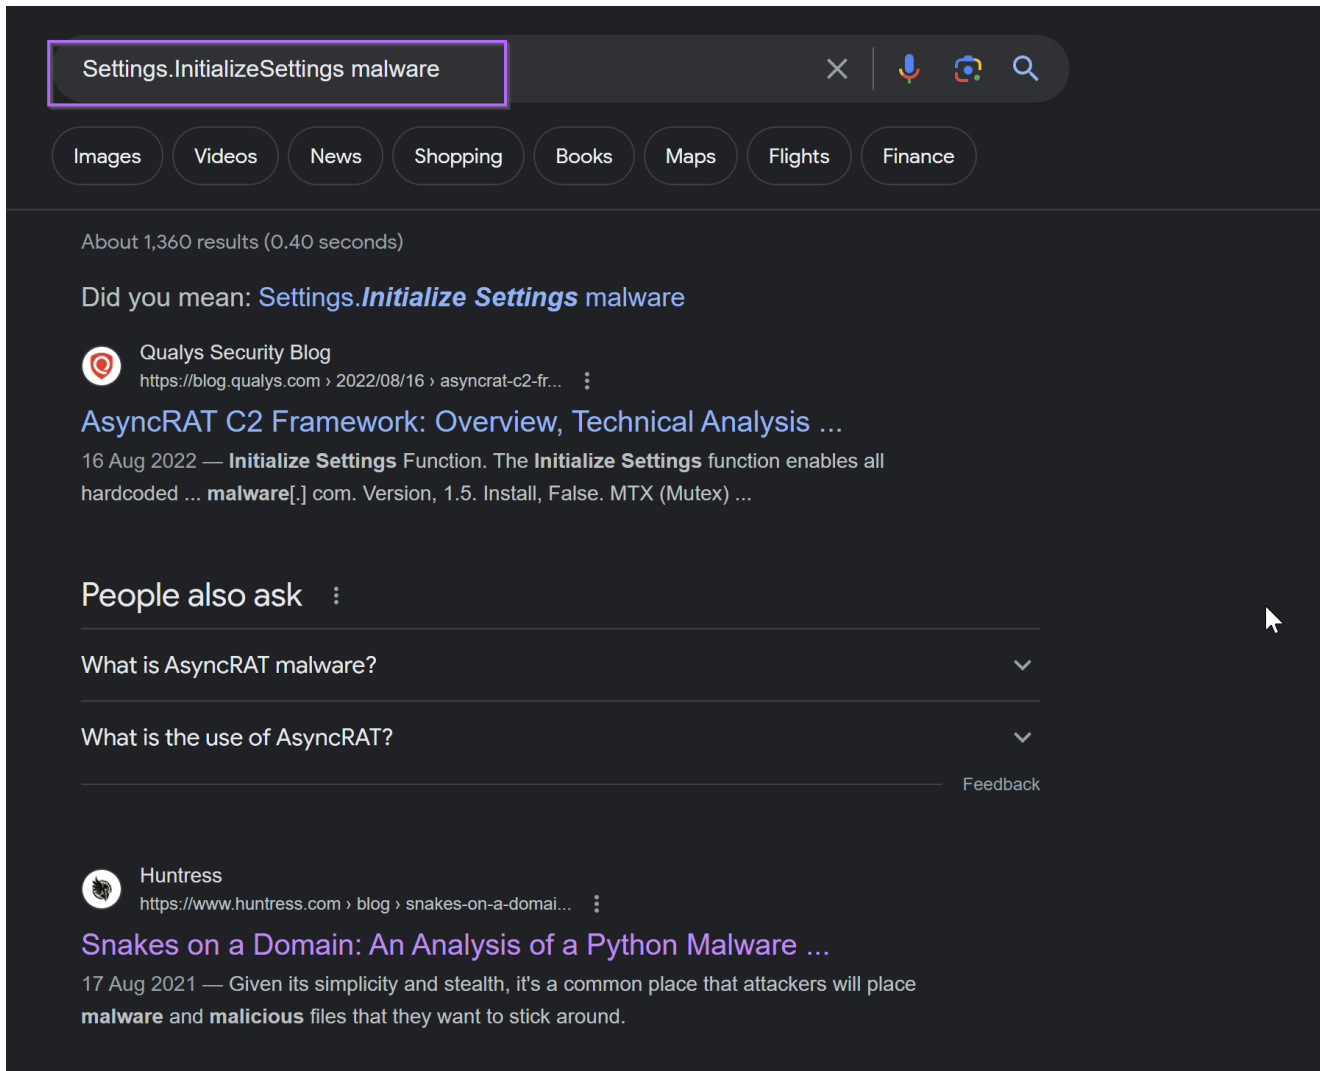 Settings.InitializeSettings malware
Images Videos News Shopping Books Maps Flights Finance
About 1,360 results (0.40 seconds)
Did you mean: Settings.Initialize Settings malware
Qualys Security Blog
https://blog.qualys.com › 2022/08/16 › asyncrat-c2-fr...
AsyncRAT C2 Framework: Overview, Technical Analysis ...
16 Aug 2022 — Initialize Settings Function. The Initialize Settings function enables all
hardcoded ... malware[.] com. Version, 1.5. Install, False. MTX (Mutex) ...
People also ask
What is AsyncRAT malware?
What is the use of AsyncRAT?
Feedback
Huntress
https://www.huntress.com › blog › snakes-on-a-domai...
Snakes on a Domain: An Analysis of a Python Malware ...
17 Aug 2021 — Given its simplicity and stealth, it's a common place that attackers will place
malware and malicious files that they want to stick around.